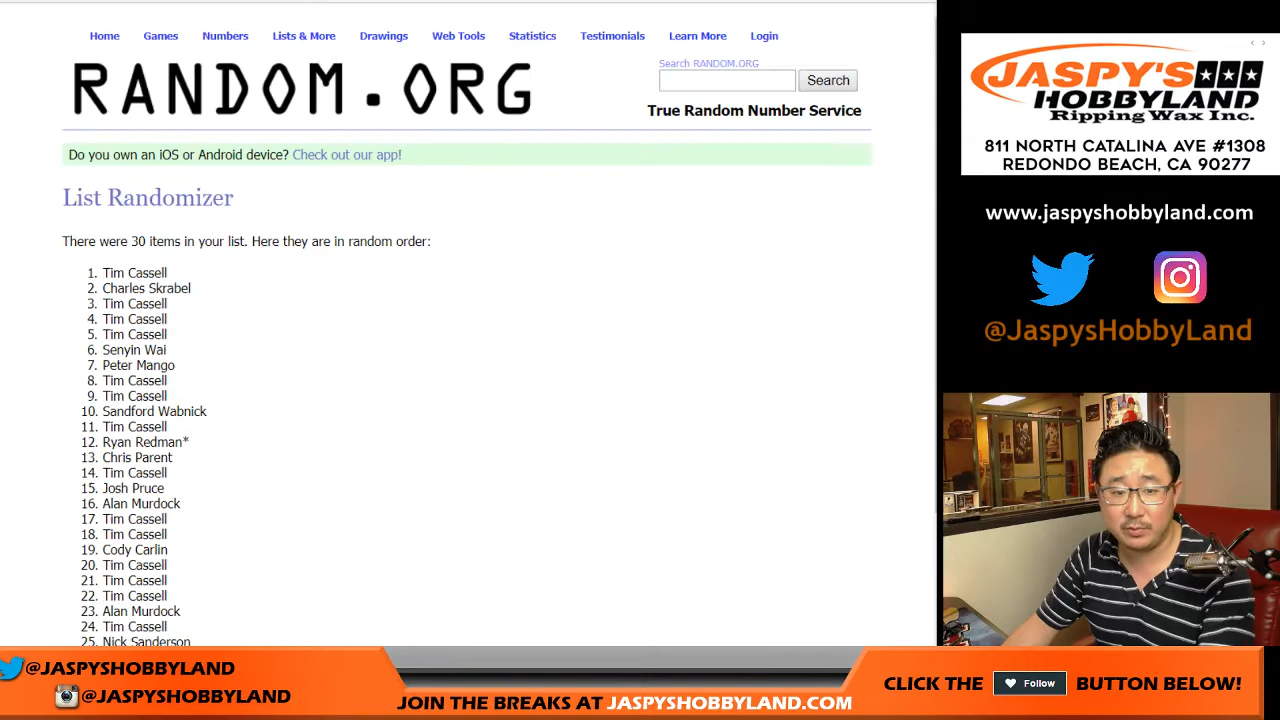 Home Games Numbers Lists & More Drawings Web Tools Statistics Testimonials Learn More Login
RANDOM.ORG
Search RANDOM.ORG
Search
True Random Number Service
Do you own an iOS or Android device? Check out our app!
List Randomizer
There were 30 items in your list. Here they are in random order:
1. Tim Cassell
2. Charles Skrabel
3. Tim Cassell
4. Tim Cassell
5. Tim Cassell
6. Senyin Wai
7. Peter Mango
8. Tim Cassell
9. Tim Cassell
10. Sandford Wabnick
11. Tim Cassell
12. Ryan Redman*
13. Chris Parent
14. Tim Cassell
15. Josh Pruce
16. Alan Murdock
17. Tim Cassell
18. Tim Cassell
19. Cody Carlin
20. Tim Cassell
21. Tim Cassell
22. Tim Cassell
23. Alan Murdock
24. Tim Cassell
25. Nick Sanderson
JASPY'S
HOBBYLAND
Ripping Wax Inc.
811 NORTH CATALINA AVE #1308
REDONDO BEACH, CA 90277
www.jaspyshobbyland.com
@JaspysHobbyLand
@JASPYSHOBBYLAND
@JASPYSHOBBYLAND
JOIN THE BREAKS AT JASPYSHOBBYLAND.COM
CLICK THE Follow BUTTON BELOW!